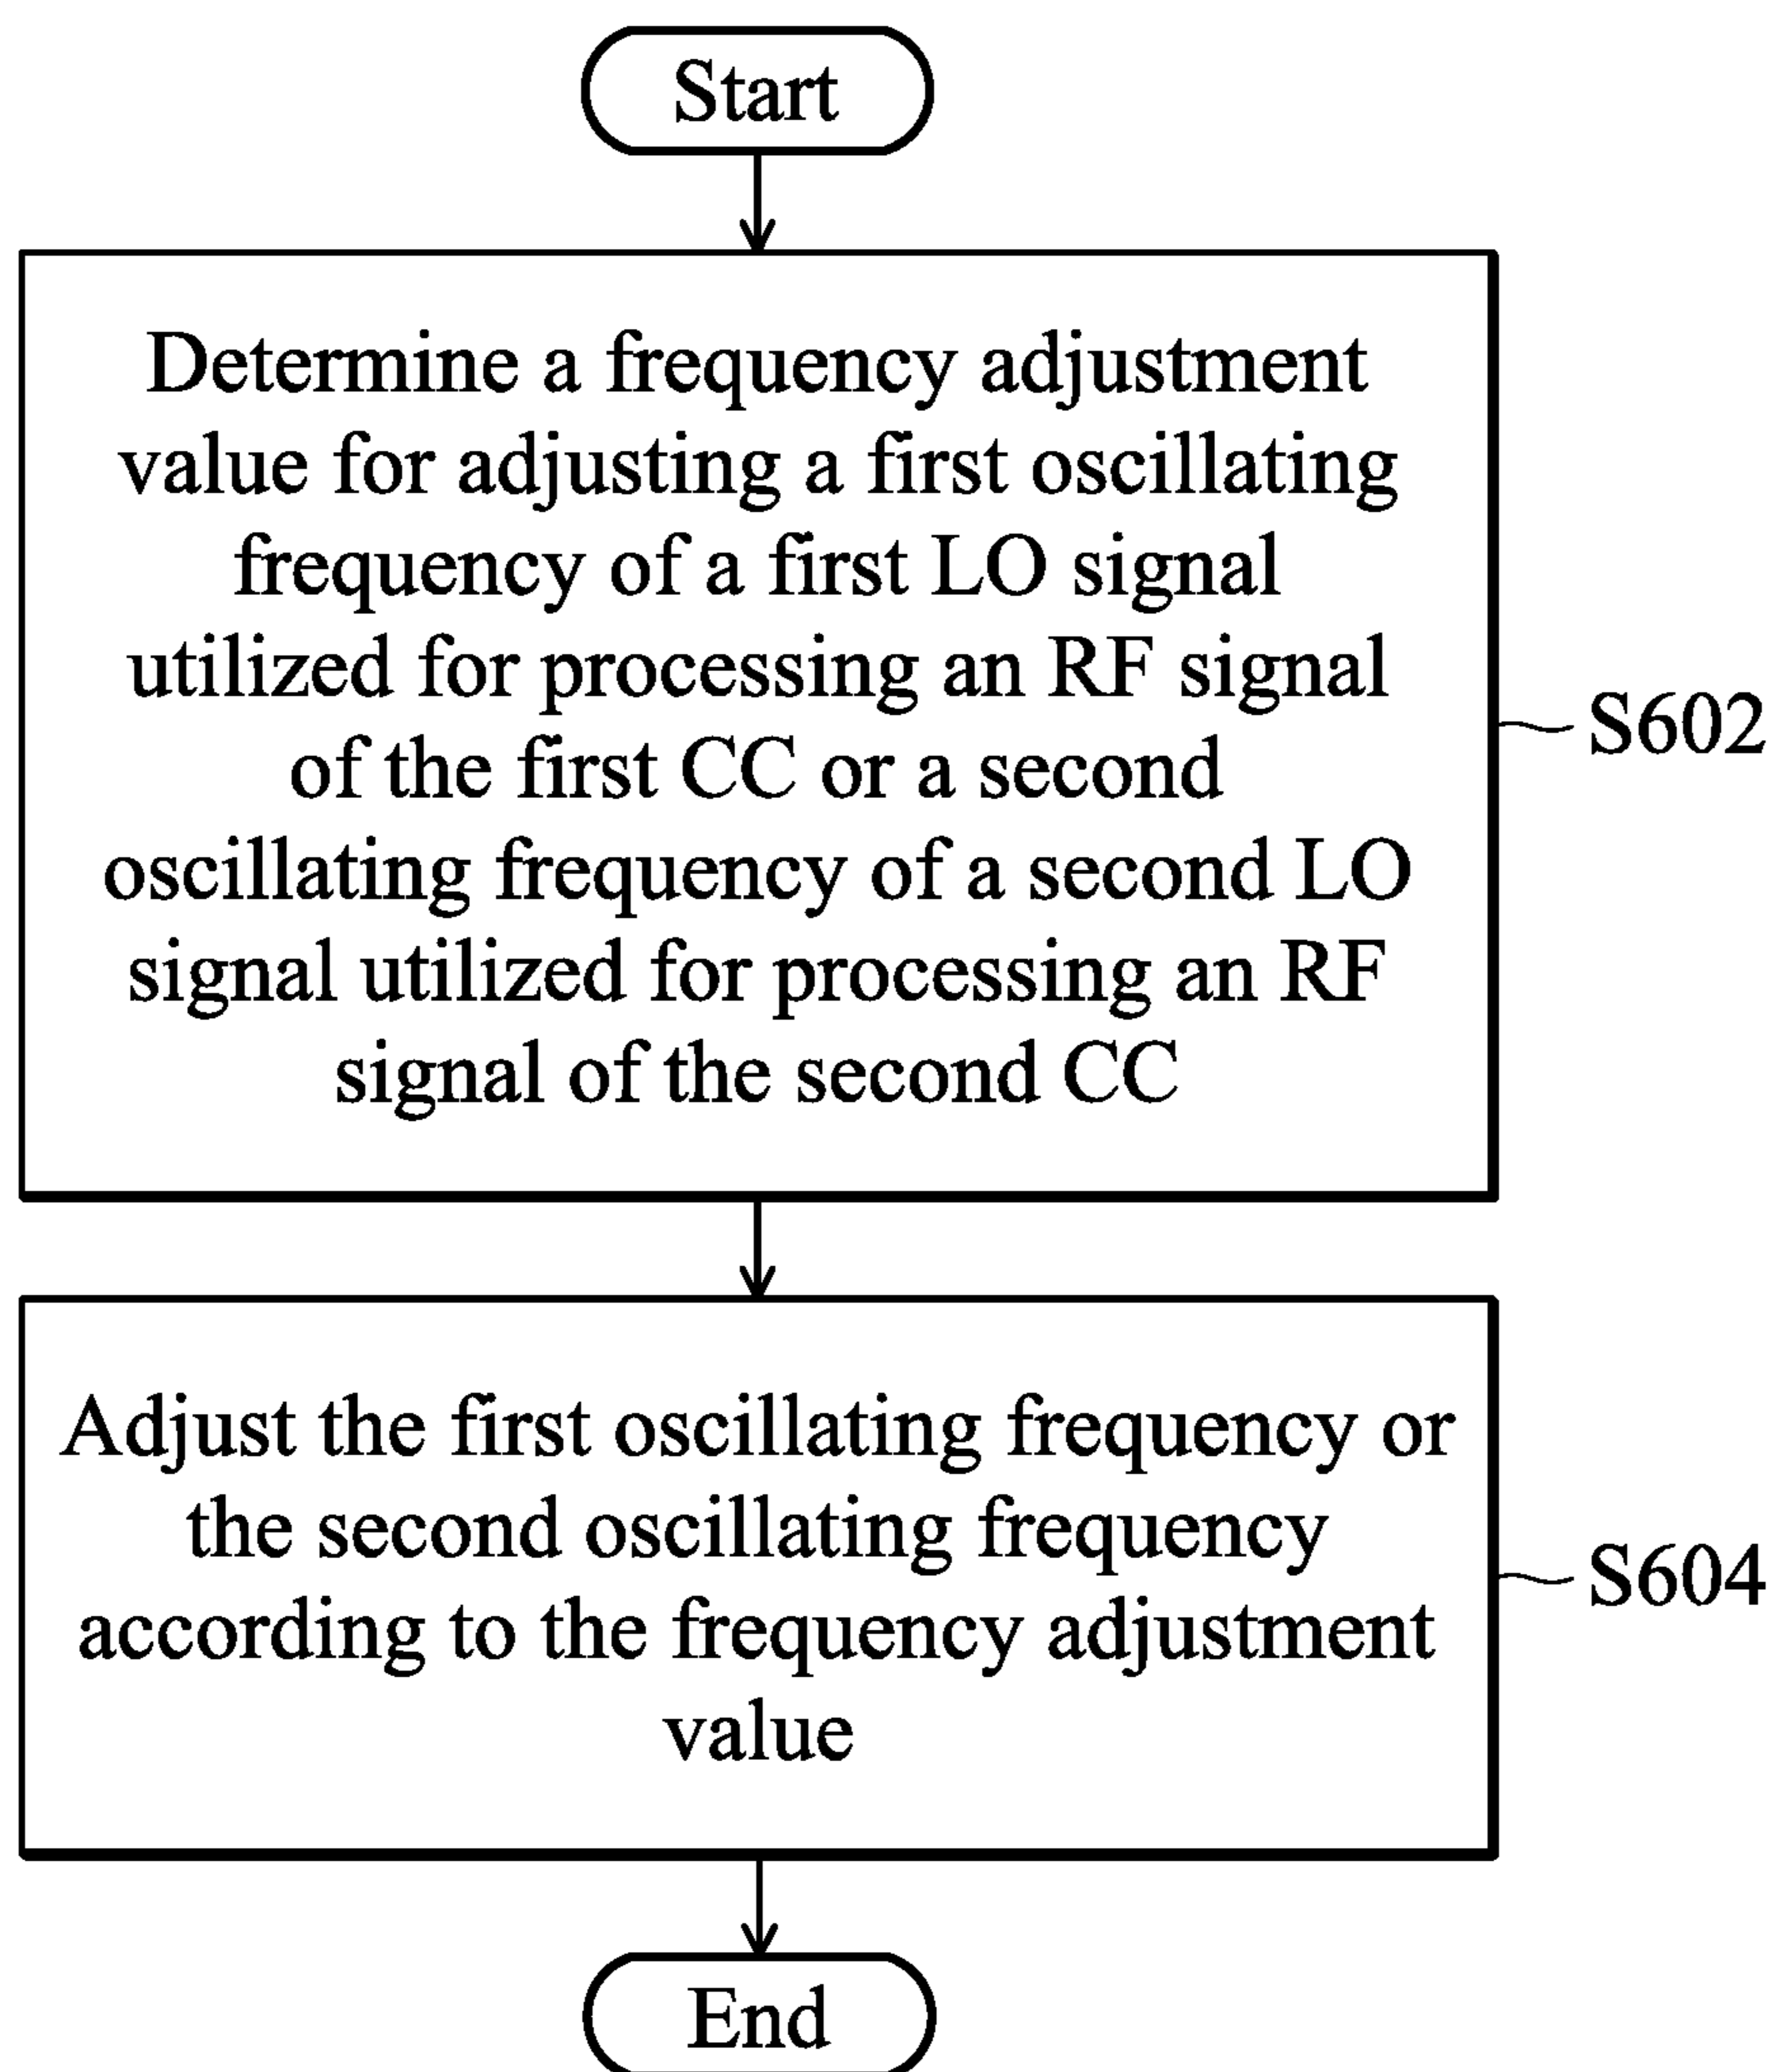 Start
Determine a frequency adjustment
value for adjusting a first oscillating
frequency of a first LO signal
utilized for processing an RF signal
of the first CC or a second
oscillating frequency of a second LO
signal utilized for processing an RF
signal of the second CC
S602
Adjust the first oscillating frequency or
the second oscillating frequency
according to the frequency adjustment
value
S604
End